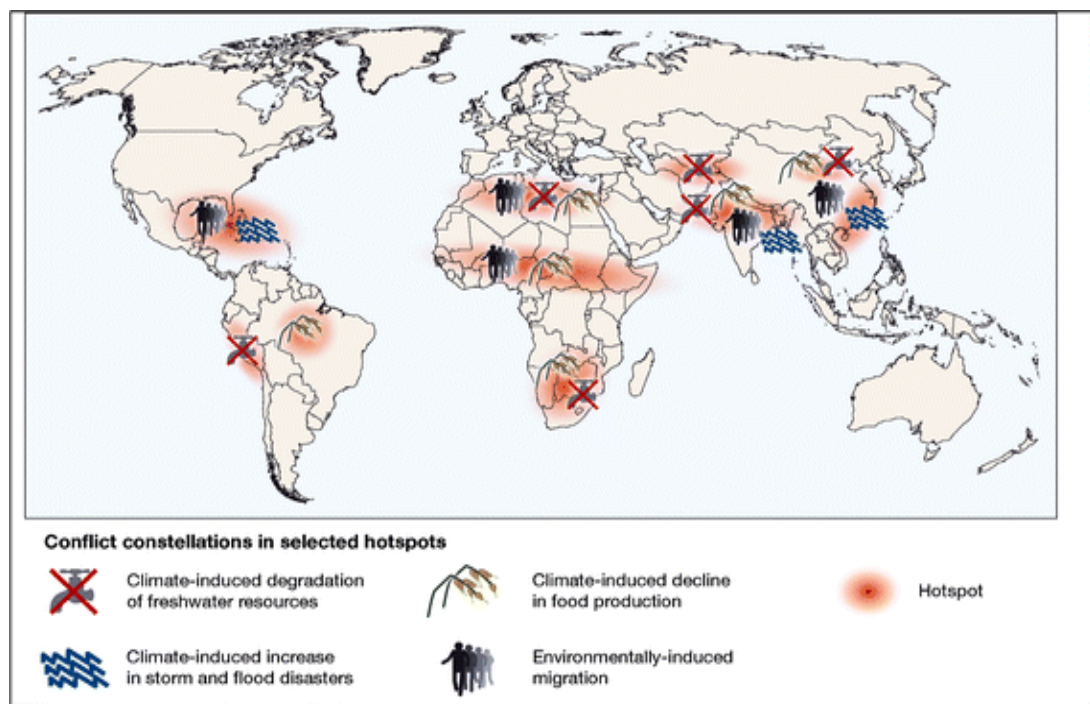 Conflict constellations in selected hotspots
Climate-induced degradation
of freshwater resources
Climate-induced decline
in food production
Hotspot
Climate-induced increase
in storm and flood disasters
Environmentally-induced
migration